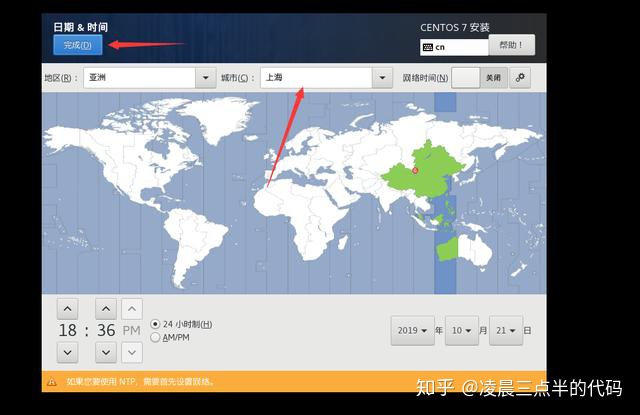 日期 & 时间
CENTOS 7 安装
完成(D)
cn
帮助！
地区(R)：
亚洲
城市(C)：
上海
网络时间(N)
关闭
18 : 36 PM
24 小时制(H)
AM/PM
2019 年 10 月 21 日
如果您要使用 NTP，需要首先设置网络。
知乎 @凌晨三点半的代码